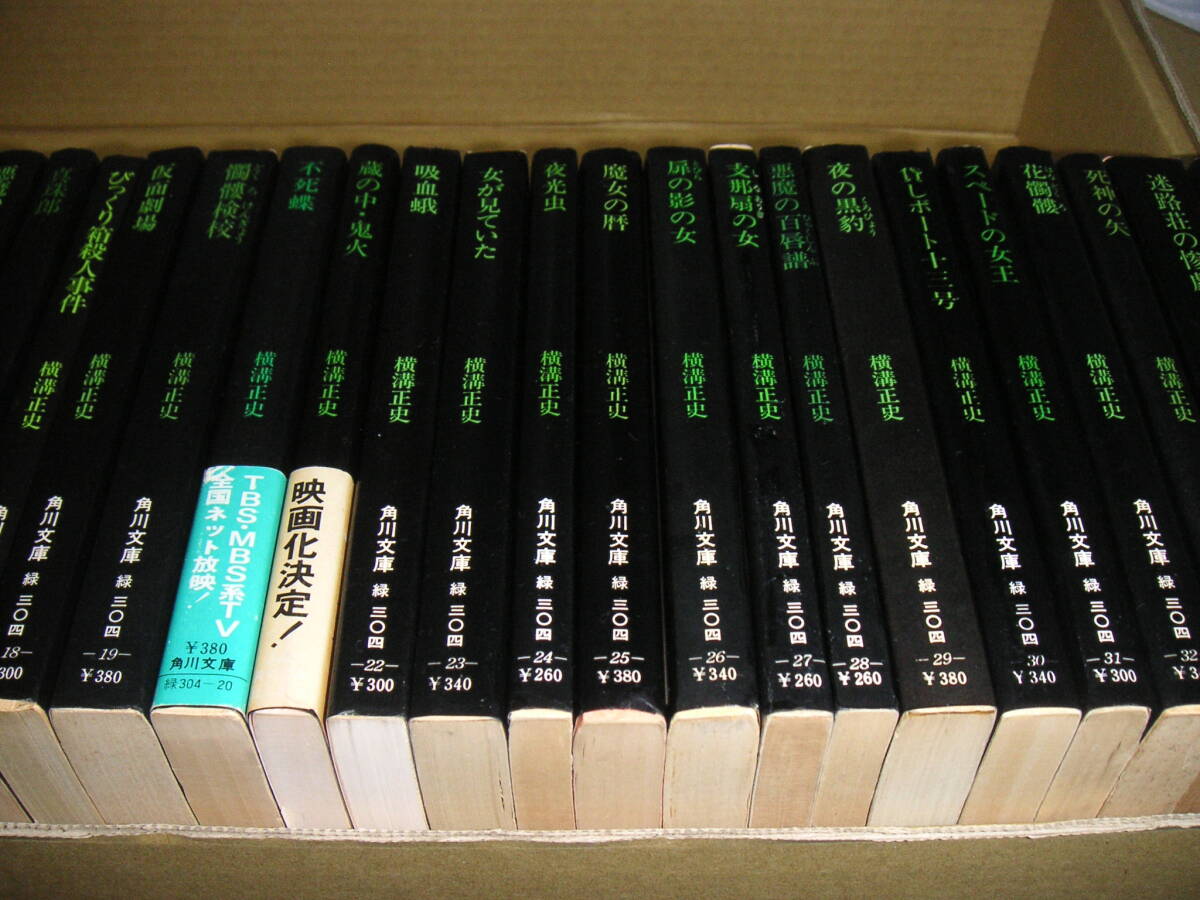 真珠郎
びっくり箱殺人事件
横溝正史
仮面劇場
横溝正史
角川文庫 緑 三〇四
-18-
300
髑髏検校
どくろけんぎょう
横溝正史
角川文庫 緑 三〇四
-19-
¥380
不死蝶
横溝正史
TBS・MBS系TV
全国ネット放映!
¥380
角川文庫
緑304-20
蔵の中・鬼火
横溝正史
映画化決定!
吸血蛾
横溝正史
角川文庫 緑 三〇四
-22-
¥300
女が見ていた
横溝正史
角川文庫 緑 三〇四
-23-
¥340
夜光虫
横溝正史
角川文庫 緑 三〇四
-24-
¥260
魔女の暦
横溝正史
角川文庫 緑 三〇四
-25-
¥380
扉の影の女
横溝正史
角川文庫 緑 三〇四
-26-
¥340
支那扇の女
横溝正史
角川文庫 緑 三〇四
-27-
¥260
悪魔の百唇譜
横溝正史
角川文庫 緑 三〇四
-28-
¥260
夜の黒豹
横溝正史
角川文庫 緑 三〇四
-29-
¥380
貸しボート十三号
横溝正史
角川文庫 緑 三〇四
-30-
¥340
スペードの女王
横溝正史
角川文庫 緑 三〇四
-31-
¥300
花髑髏
横溝正史
角川文庫 緑 三〇四
-32-
死神の矢
横溝正史
迷路荘の惨劇
横溝正史